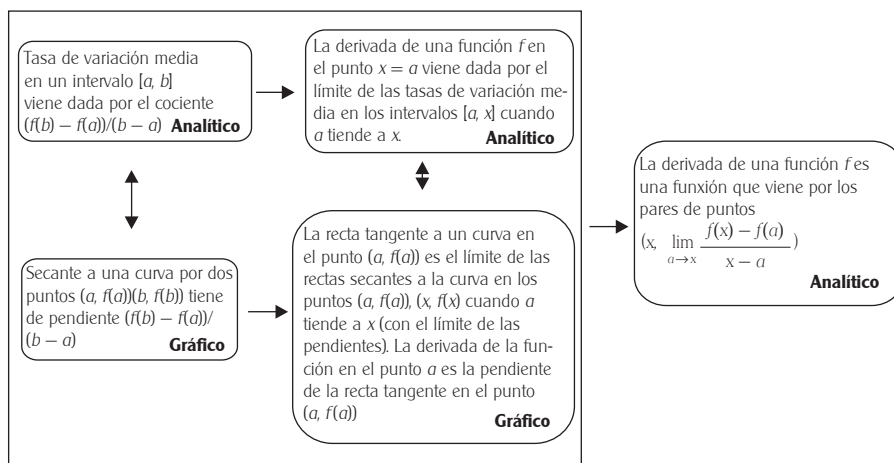 Tasa de variación media
en un intervalo [a, b]
viene dada por el cociente
(f(b) – f(a))/(b – a) Analítico
La derivada de una función f en
el punto x = a viene dada por el
límite de las tasas de variación me-
dia en los intervalos [a, x] cuando
a tiende a x.
Analítico
Secante a una curva por dos
puntos (a, f(a))(b, f(b)) tiene
de pendiente (f(b) – f(a))/
(b – a)
Gráfico
La recta tangente a un curva en
el punto (a, f(a)) es el límite de las
rectas secantes a la curva en los
puntos (a, f(a)), (x, f(x) cuando a
tiende a x (con el límite de las
pendientes). La derivada de la fun-
ción en el punto a es la pendiente
de la recta tangente en el punto
(a, f(a))
Gráfico
La derivada de una función f es
una funxión que viene por los
pares de puntos
(x, lim a→x (f(x) – f(a))/(x – a))
Analítico